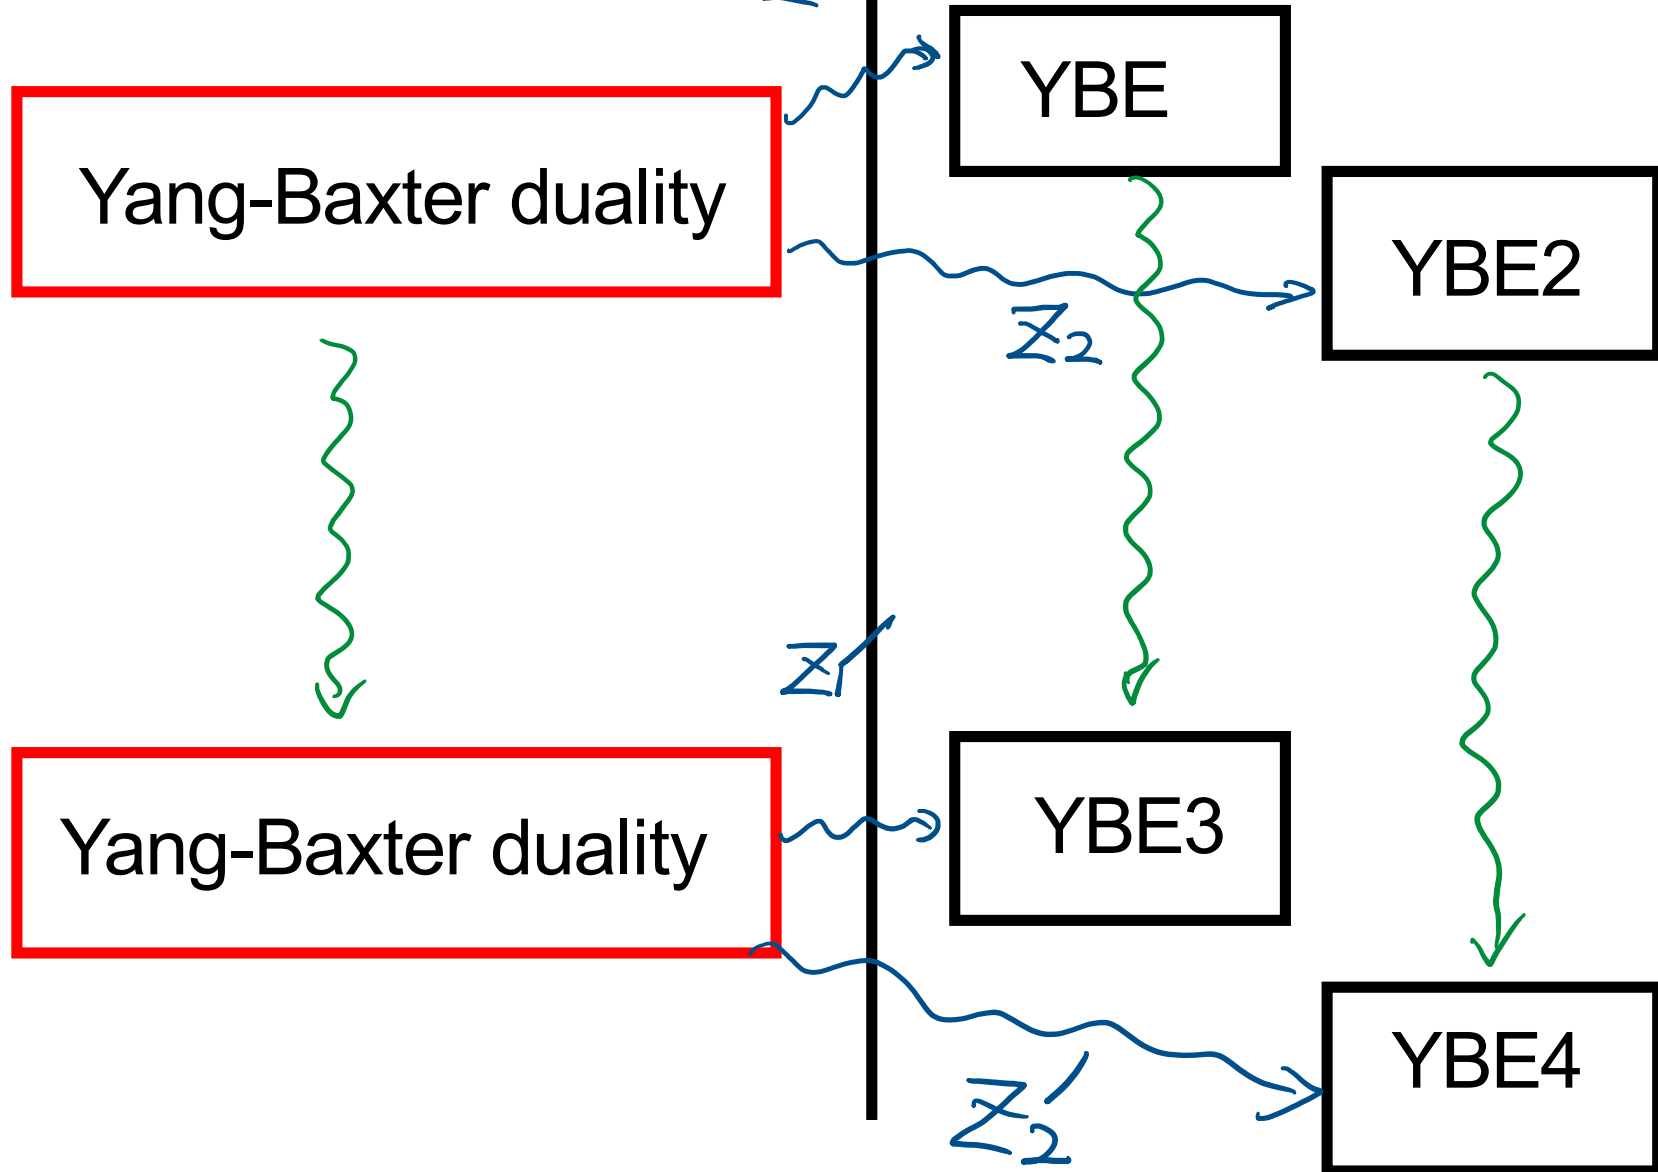 YBE
Yang-Baxter duality
YBE2
Z₂
Z₁′
Yang-Baxter duality
YBE3
YBE4
Z₂′